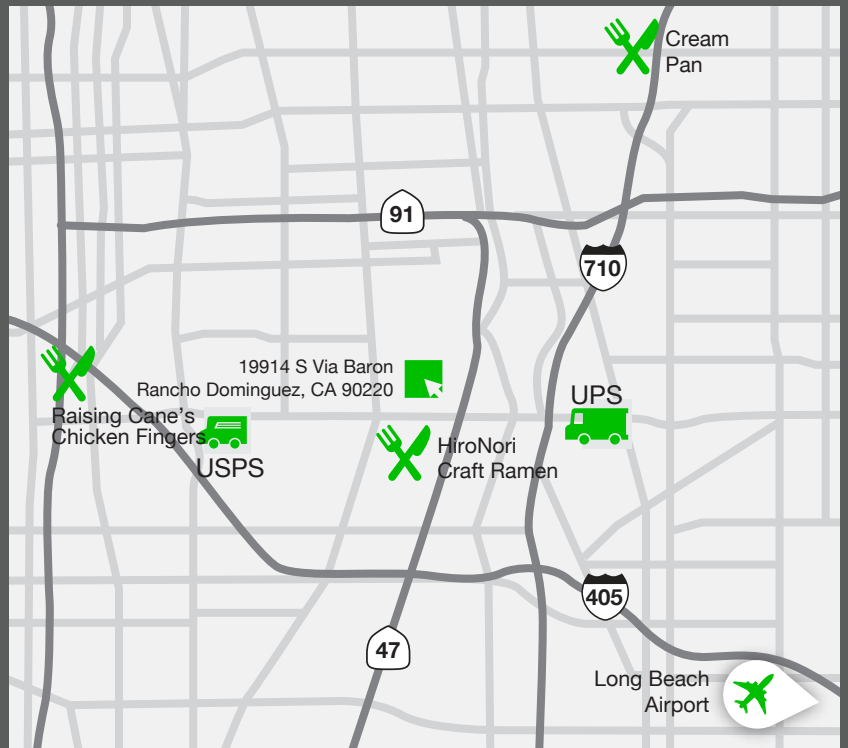 Cream
Pan
91
710
19914 S Via Baron
Rancho Dominguez, CA 90220
UPS
Raising Cane's
Chicken Fingers
USPS
HiroNori
Craft Ramen
405
47
Long Beach
Airport